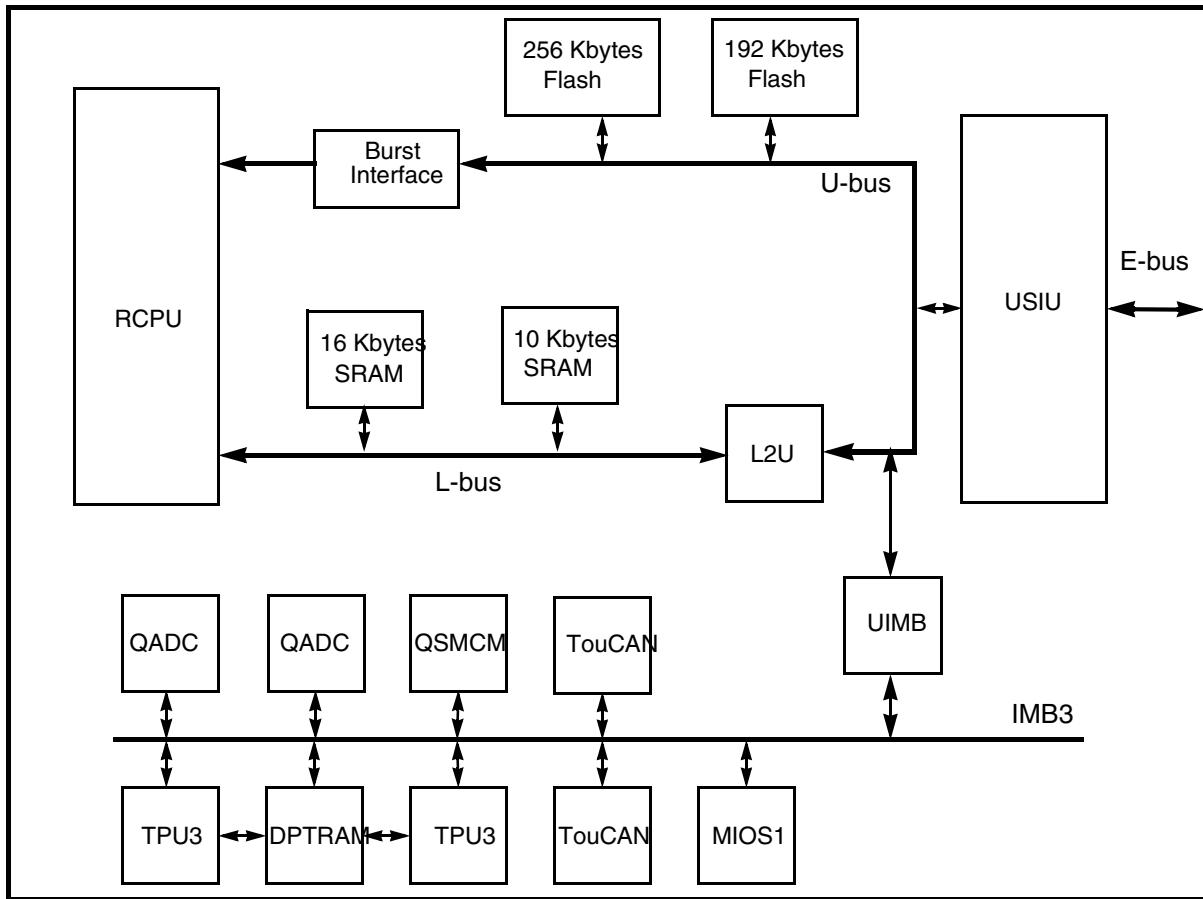 256 Kbytes
Flash
192 Kbytes
Flash
Burst
Interface
U-bus
E-bus
RCPU
USIU
16 Kbytes
SRAM
10 Kbytes
SRAM
L2U
L-bus
QADC
QADC
QSMCM
TouCAN
UIMB
IMB3
TPU3
DPTRAM
TPU3
TouCAN
MIOS1